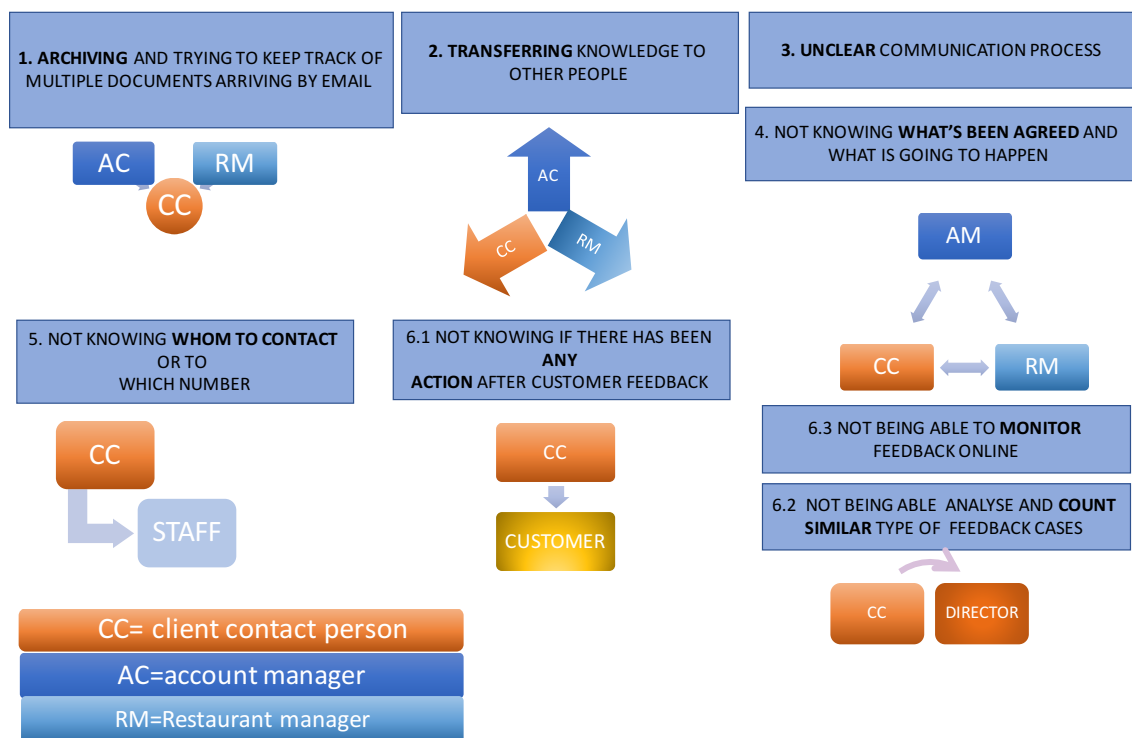 1. ARCHIVING AND TRYING TO KEEP TRACK OF
MULTIPLE DOCUMENTS ARRIVING BY EMAIL
AC
RM
CC
2. TRANSFERRING KNOWLEDGE TO
OTHER PEOPLE
AC
CC
RM
3. UNCLEAR COMMUNICATION PROCESS
4. NOT KNOWING WHAT'S BEEN AGREED AND
WHAT IS GOING TO HAPPEN
AM
CC
RM
5. NOT KNOWING WHOM TO CONTACT
OR TO
WHICH NUMBER
CC
STAFF
6.1 NOT KNOWING IF THERE HAS BEEN
ANY
ACTION AFTER CUSTOMER FEEDBACK
CC
CUSTOMER
6.3 NOT BEING ABLE TO MONITOR
FEEDBACK ONLINE
6.2 NOT BEING ABLE ANALYSE AND COUNT
SIMILAR TYPE OF FEEDBACK CASES
CC
DIRECTOR
CC= client contact person
AC=account manager
RM=Restaurant manager